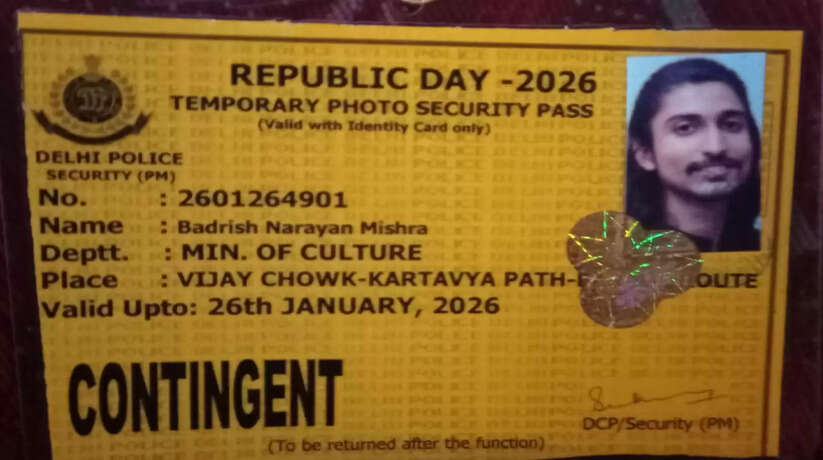 REPUBLIC DAY -2026
TEMPORARY PHOTO SECURITY PASS
(Valid with Identity Card only)
DELHI POLICE
SECURITY (PM)
No. : 2601264901
Name : Badrish Narayan Mishra
Deptt. : MIN. OF CULTURE
Place : VIJAY CHOWK-KARTAVYA PATH-
Valid Upto: 26th JANUARY, 2026
CONTINGENT
DCP/Security (PM)
(To be returned after the function)